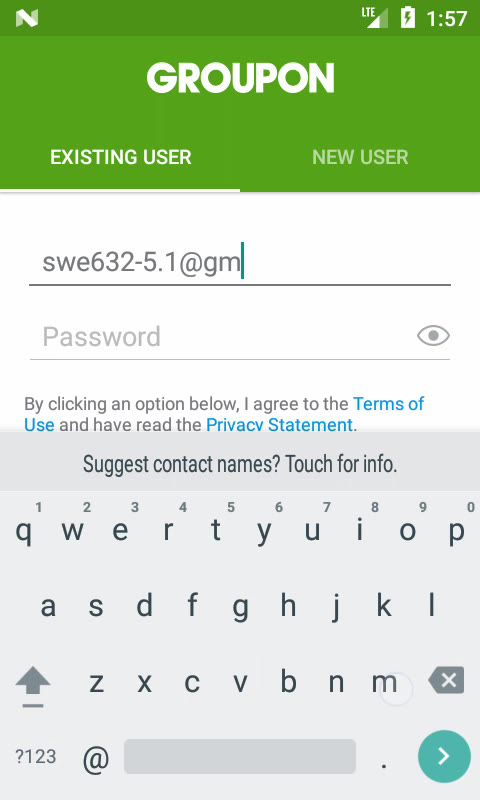 LTE 1:57
GROUPON
EXISTING USER NEW USER
swe632-5.1@gm
Password
By clicking an option below, I agree to the Terms of
Use and have read the Privacy Statement.
Suggest contact names? Touch for info.
1 2 3 4 5 6 7 8 9 0
q w e r t y u i o p
a s d f g h j k l
z x c v b n m
?123 @ .